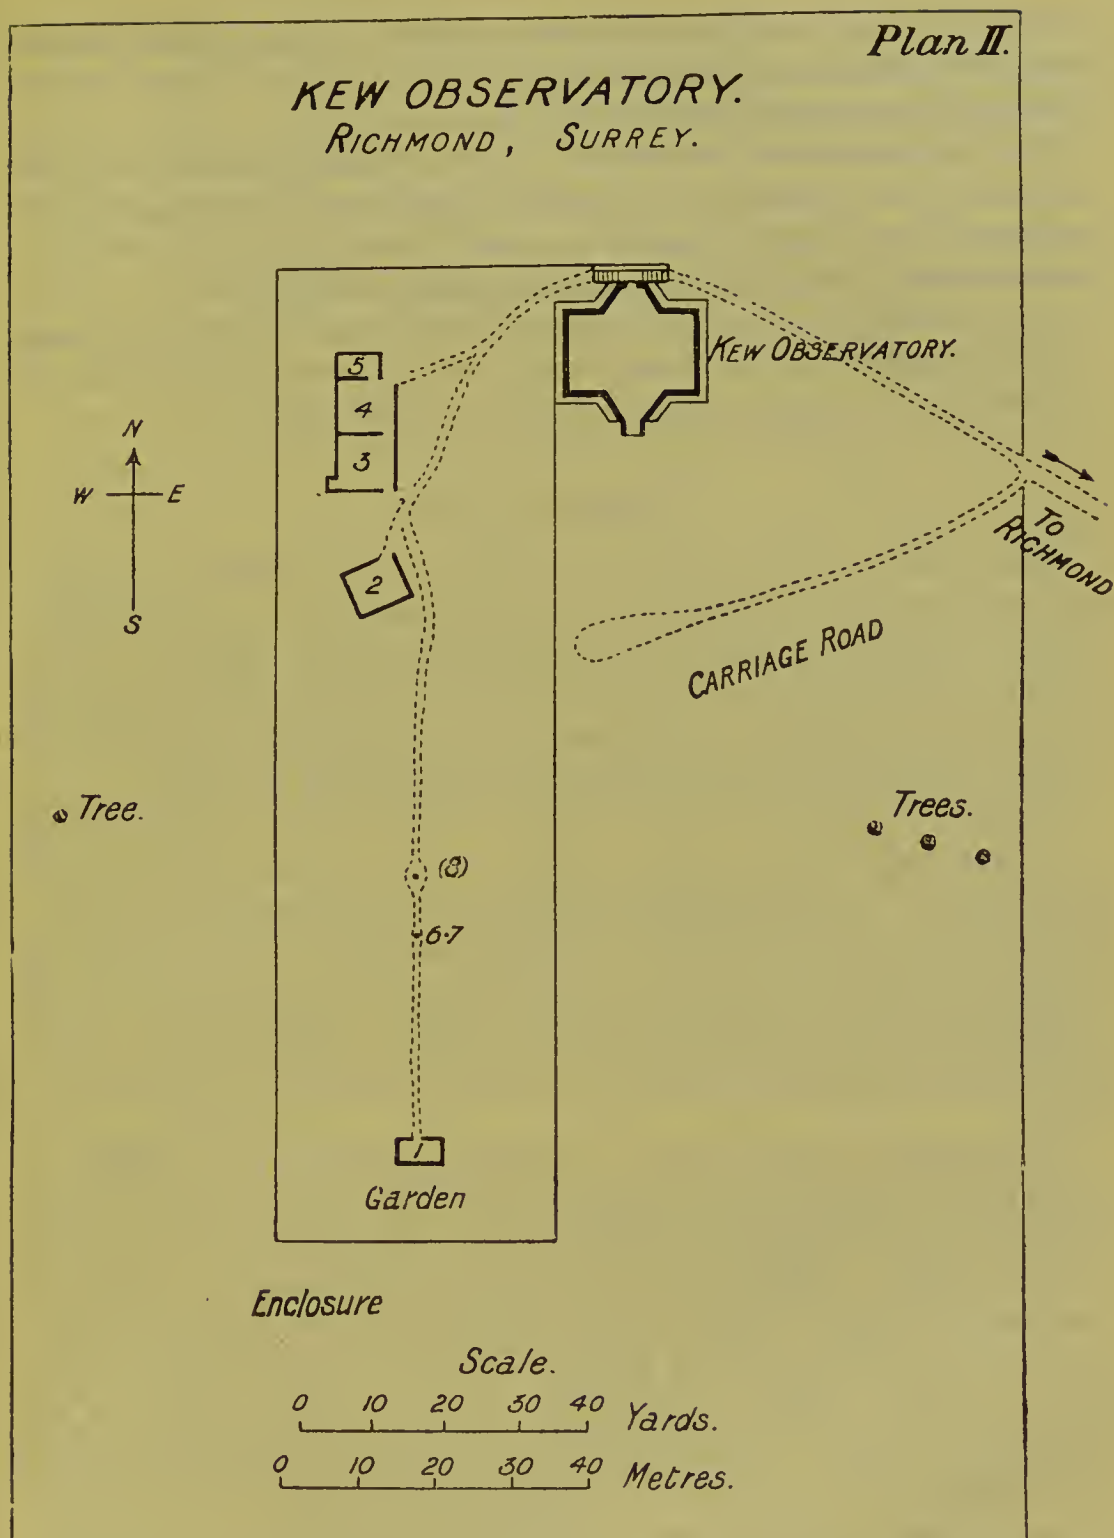 Plan II.
KEW OBSERVATORY.
RICHMOND, SURREY.
KEW OBSERVATORY.
5
4
3
2
N
W E
S
TO
RICHMOND
CARRIAGE ROAD
Tree.
Trees.
(8)
6·7
1
Garden
Enclosure
Scale.
0 10 20 30 40 Yards.
0 10 20 30 40 Metres.